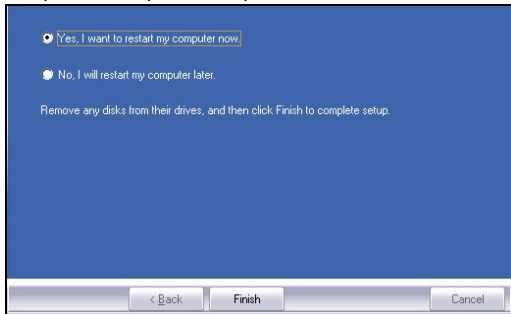 Yes, I want to restart my computer now.
No, I will restart my computer later.
Remove any disks from their drives, and then click Finish to complete setup.
< Back
Finish
Cancel